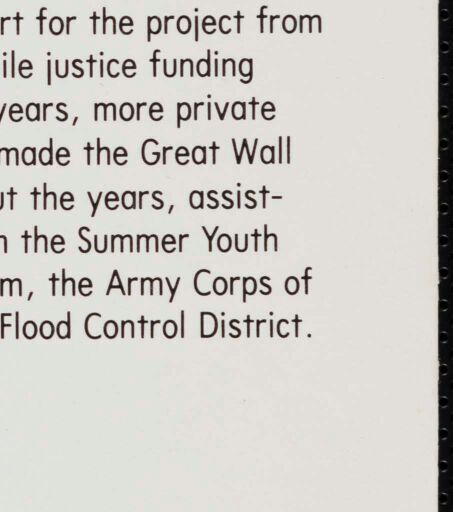 rt for the project from
ile justice funding
years, more private
made the Great Wall
ut the years, assist-
n the Summer Youth
m, the Army Corps of
Flood Control District.